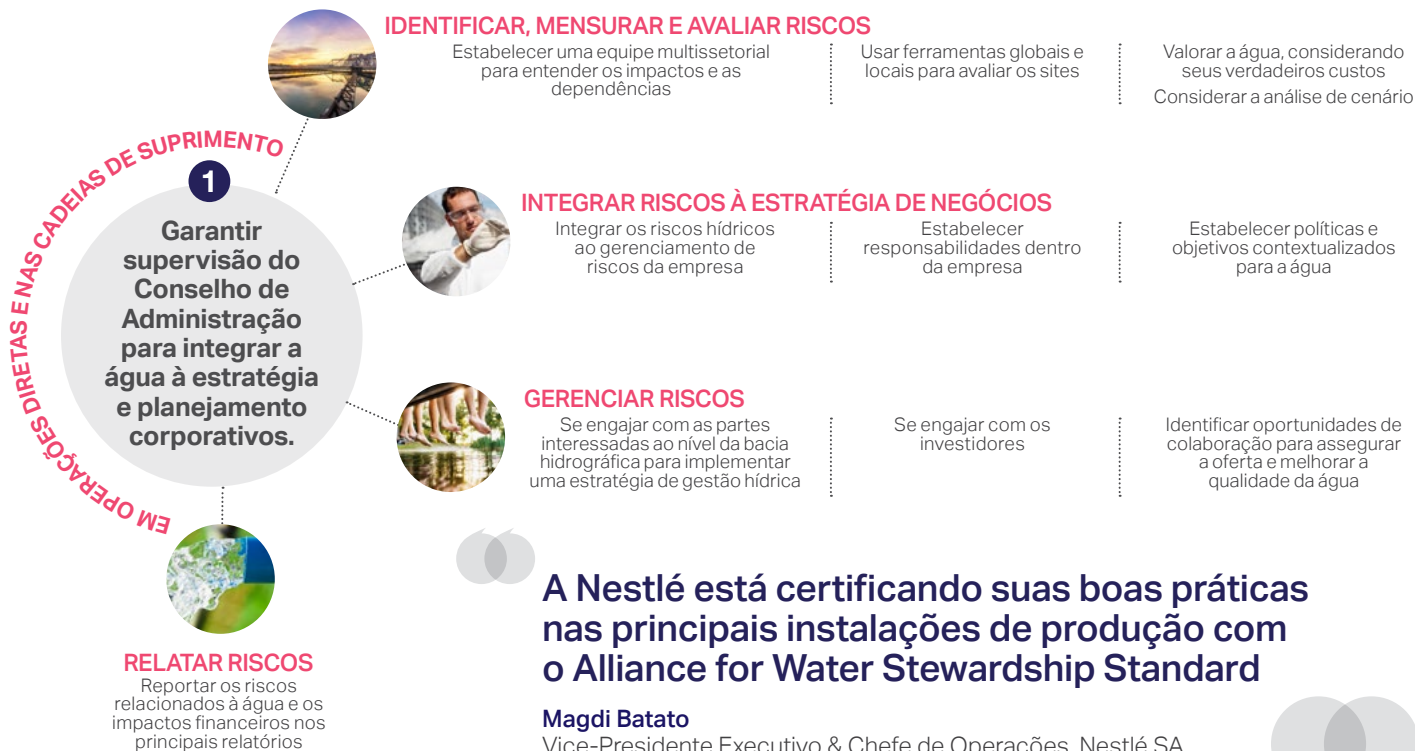 IDENTIFICAR, MENSURAR E AVALIAR RISCOS
Estabelecer uma equipe multissetorial
para entender os impactos e as
dependências
Usar ferramentas globais e
locais para avaliar os sites
Valorar a água, considerando
seus verdadeiros custos
Considerar a análise de cenário
EM OPERAÇÕES DIRETAS E NAS CADEIAS DE SUPRIMENTO
1
Garantir
supervisão do
Conselho de
Administração
para integrar a
água à estratégia
e planejamento
corporativos.
INTEGRAR RISCOS À ESTRATÉGIA DE NEGÓCIOS
Integrar os riscos hídricos
ao gerenciamento de
riscos da empresa
Estabelecer
responsabilidades dentro
da empresa
Estabelecer políticas e
objetivos contextualizados
para a água
GERENCIAR RISCOS
Se engajar com as partes
interessadas ao nível da bacia
hidrográfica para implementar
uma estratégia de gestão hídrica
Se engajar com os
investidores
Identificar oportunidades de
colaboração para assegurar
a oferta e melhorar a
qualidade da água
RELATAR RISCOS
Reportar os riscos
relacionados à água e os
impactos financeiros nos
principais relatórios
A Nestlé está certificando suas boas práticas
nas principais instalações de produção com
o Alliance for Water Stewardship Standard
Magdi Batato
Vice-Presidente Executivo & Chefe de Operações, Nestlé SA